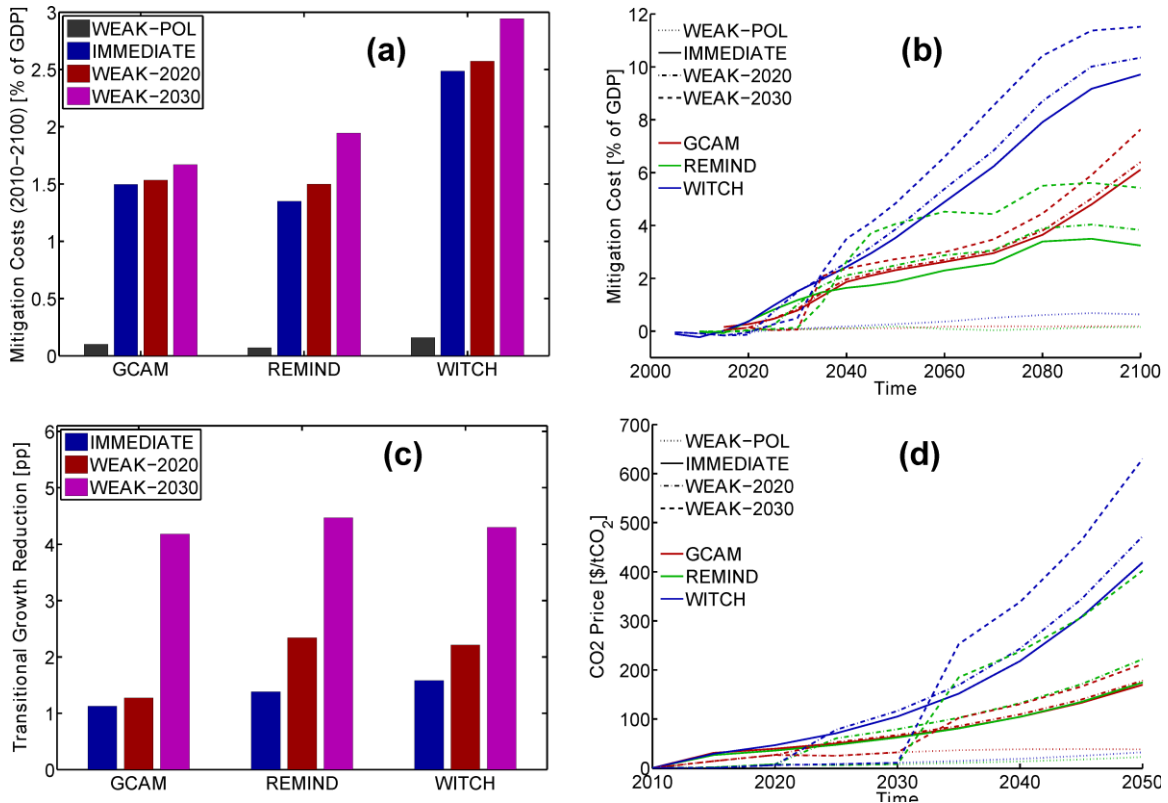 3
2.5
2
1.5
1
0.5
0
Mitigation Costs (2010−2100) [% of GDP]
WEAK−POL
IMMEDIATE
WEAK−2020
WEAK−2030
(a)
GCAM REMIND WITCH
12
10
8
6
4
2
0
Mitigation Cost [% of GDP]
WEAK−POL
IMMEDIATE
WEAK−2020
WEAK−2030
GCAM
REMIND
WITCH
(b)
2000 2020 2040 2060 2080 2100
Time
6
5
4
3
2
1
0
Transitional Growth Reduction [pp]
IMMEDIATE
WEAK−2020
WEAK−2030
(c)
GCAM REMIND WITCH
700
600
500
400
300
200
100
0
CO2 Price [$/tCO₂]
WEAK−POL
IMMEDIATE
WEAK−2020
WEAK−2030
GCAM
REMIND
WITCH
(d)
2010 2020 2030 2040 2050
Time